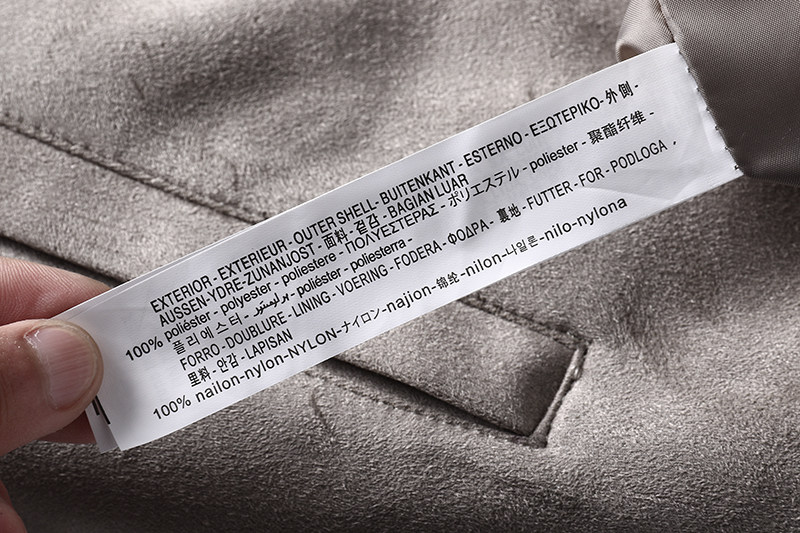 EXTERIOR - EXTERIEUR - OUTER SHELL - BUITENKANT - ESTERNO - ΕΞΩΤΕΡΙΚΟ - 外側 -
AUSSEN-YDRE-ZUNANJOST - 面料 - 겉감 - BAGIAN LUAR
100% poliéster - polyester - poliestere - ΠΟΛΥΕΣΤΕΡΑΣ - ポリエステル - poliester - 聚酯纤维 -
폴리에스터 - پولیستور - poliéster - poliesterra -
FORRO - DOUBLURE - LINING - VOERING - FODERA - ΦΟΔΡΑ - 裏地 - FUTTER - FOR - PODLOGA ,
里料 - 안감 - LAPISAN
100% nailon-nylon-NYLON-ナイロン-najion-锦纶-nilon-나일론-nilo-nylona